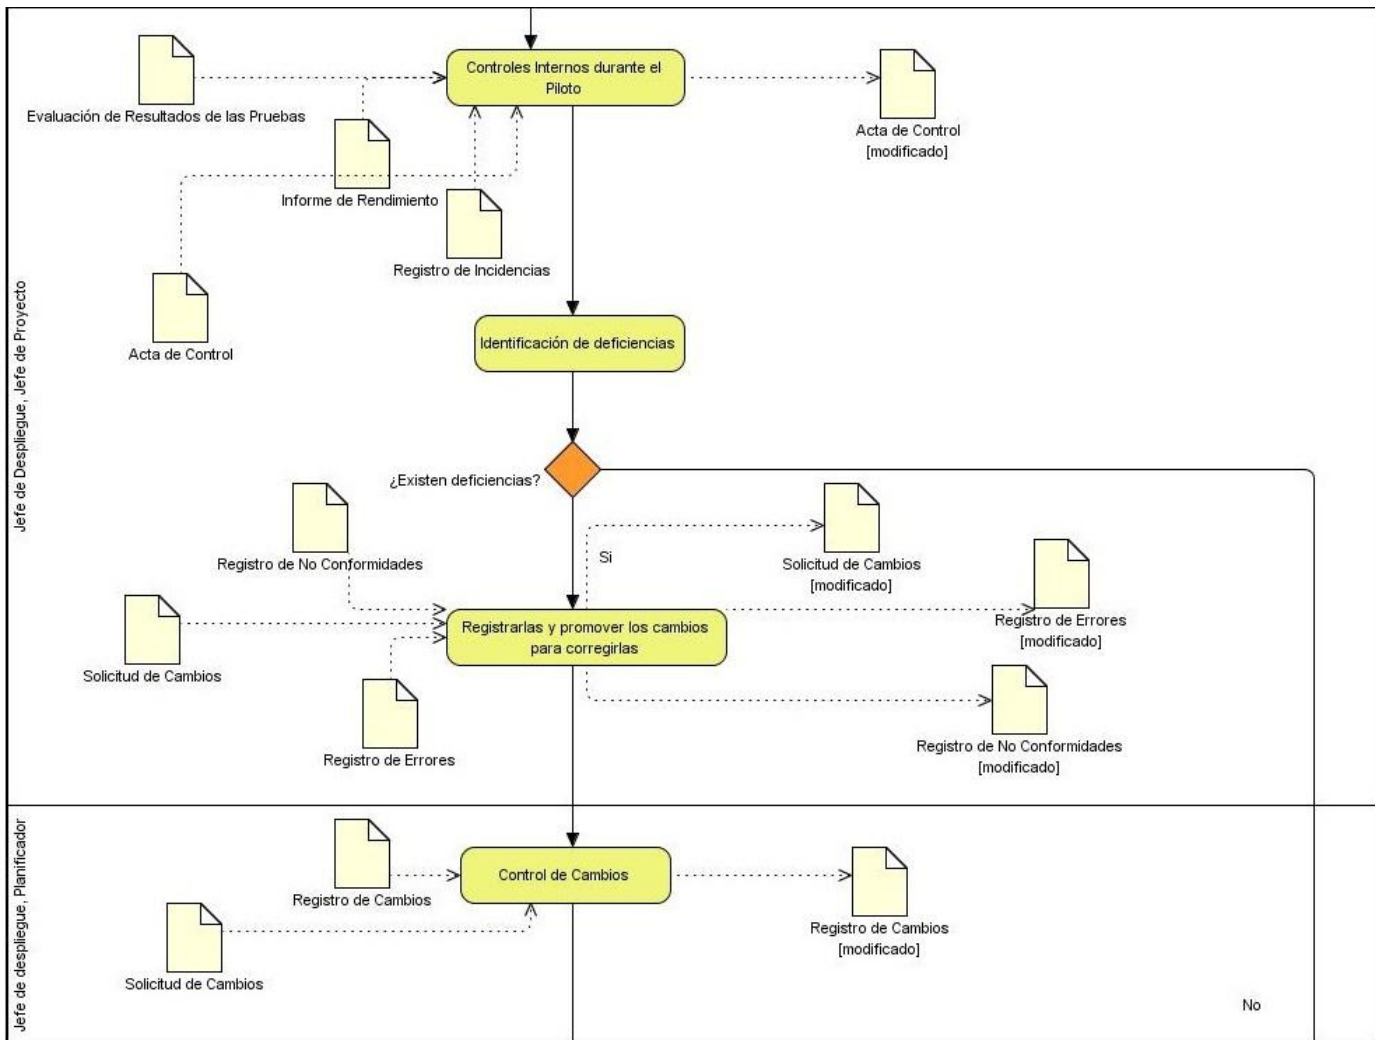 Controles Internos durante el
Piloto
Evaluación de Resultados de las Pruebas
Acta de Control
[modificado]
Informe de Rendimiento
Registro de Incidencias
Acta de Control
Identificación de deficiencias
Jefe de Despliegue, Jefe de Proyecto
¿Existen deficiencias?
Si
Registro de No Conformidades
Solicitud de Cambios
[modificado]
Registro de Errores
[modificado]
Registrarlas y promover los cambios
para corregirlas
Solicitud de Cambios
Registro de Errores
Registro de No Conformidades
[modificado]
Jefe de despliegue, Planificador
Control de Cambios
Registro de Cambios
Registro de Cambios
[modificado]
Solicitud de Cambios
No